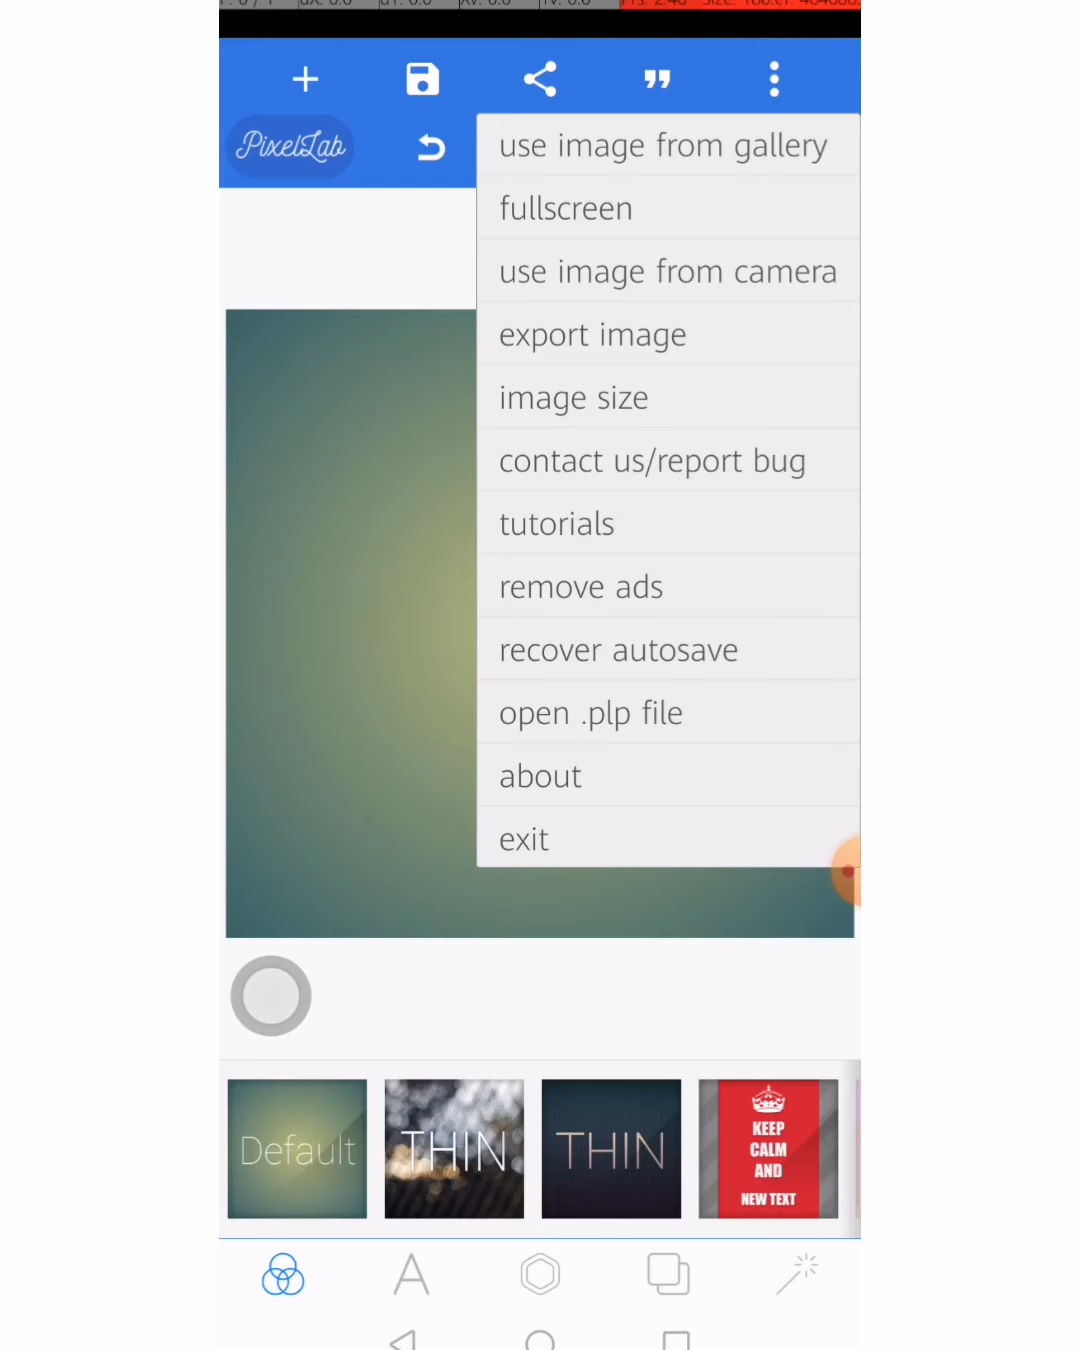 PixelLab
use image from gallery
fullscreen
use image from camera
export image
image size
contact us/report bug
tutorials
remove ads
recover autosave
open .plp file
about
exit
Default
THIN
THIN
KEEP
CALM
AND
NEW TEXT